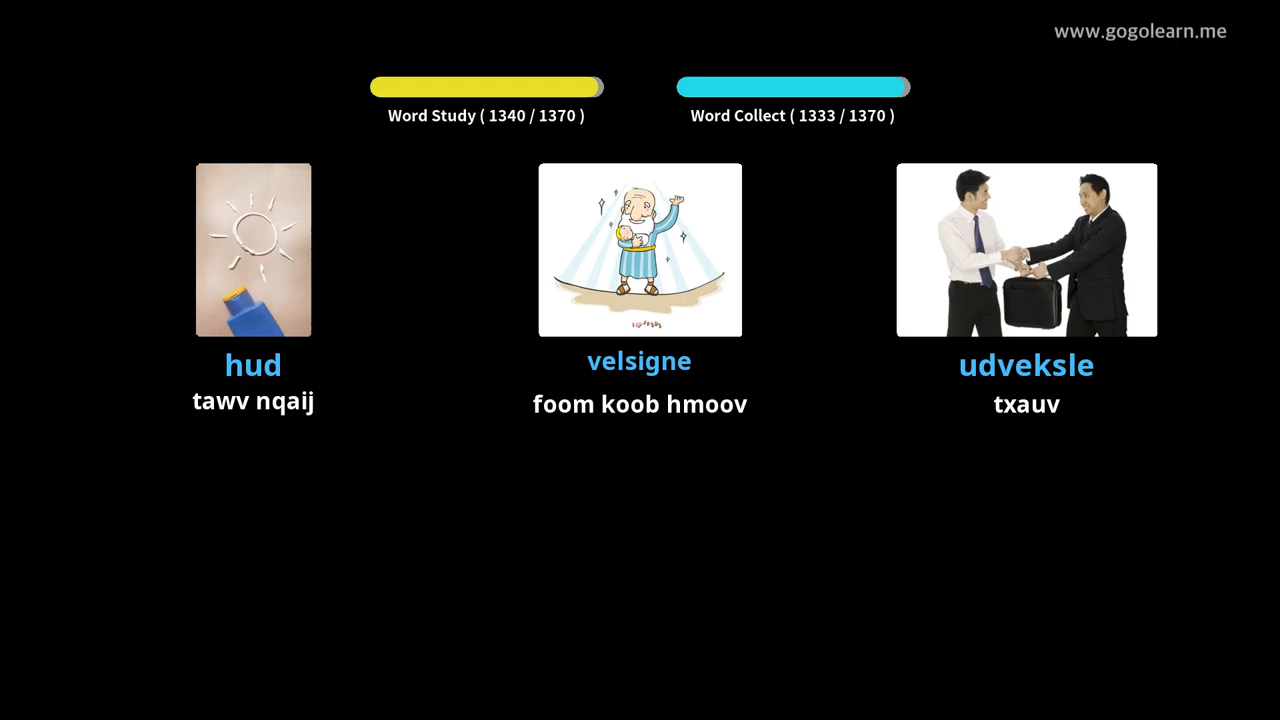 www.gogolearn.me
Word Study ( 1340 / 1370 )
Word Collect ( 1333 / 1370 )
hud
velsigne
udveksle
tawv nqaij
foom koob hmoov
txauv
I ❤ JESUS